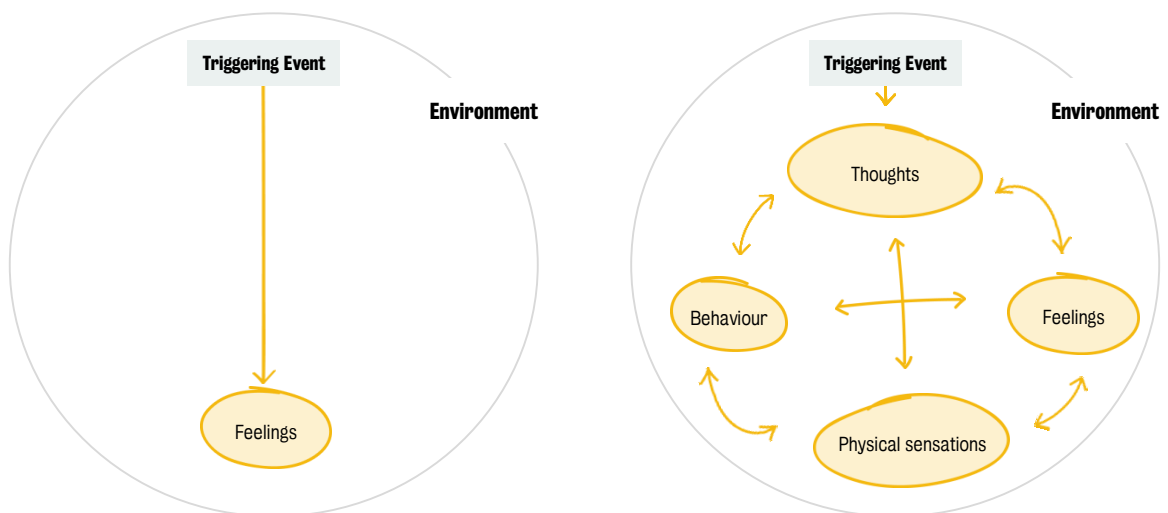 Triggering Event
Environment
Feelings
Triggering Event
Environment
Thoughts
Behaviour
Feelings
Physical sensations